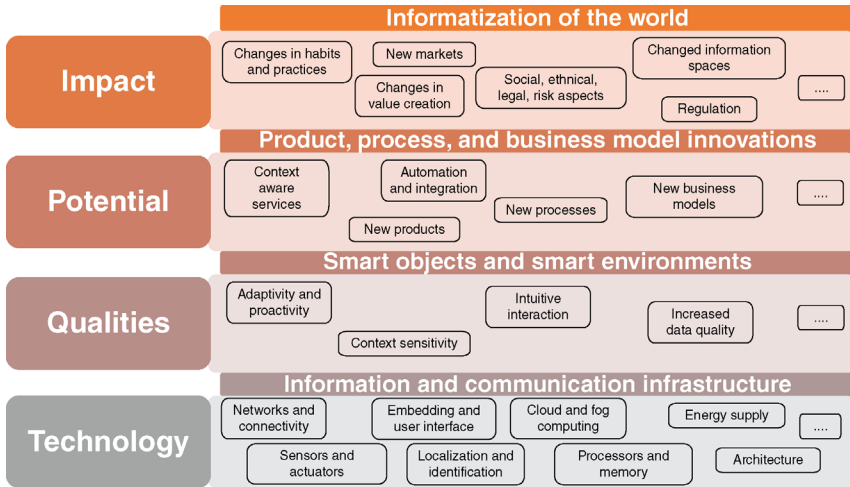 Informatization of the world
Impact
Changes in habits
and practices
New markets
Changes in
value creation
Social, ethnical,
legal, risk aspects
Changed information
spaces
Regulation
....
Product, process, and business model innovations
Potential
Context
aware
services
Automation
and integration
New products
New processes
New business
models
....
Smart objects and smart environments
Qualities
Adaptivity and
proactivity
Context sensitivity
Intuitive
interaction
Increased
data quality
....
Information and communication infrastructure
Technology
Networks and
connectivity
Embedding and
user interface
Cloud and fog
computing
Energy supply
....
Sensors and
actuators
Localization and
identification
Processors and
memory
Architecture